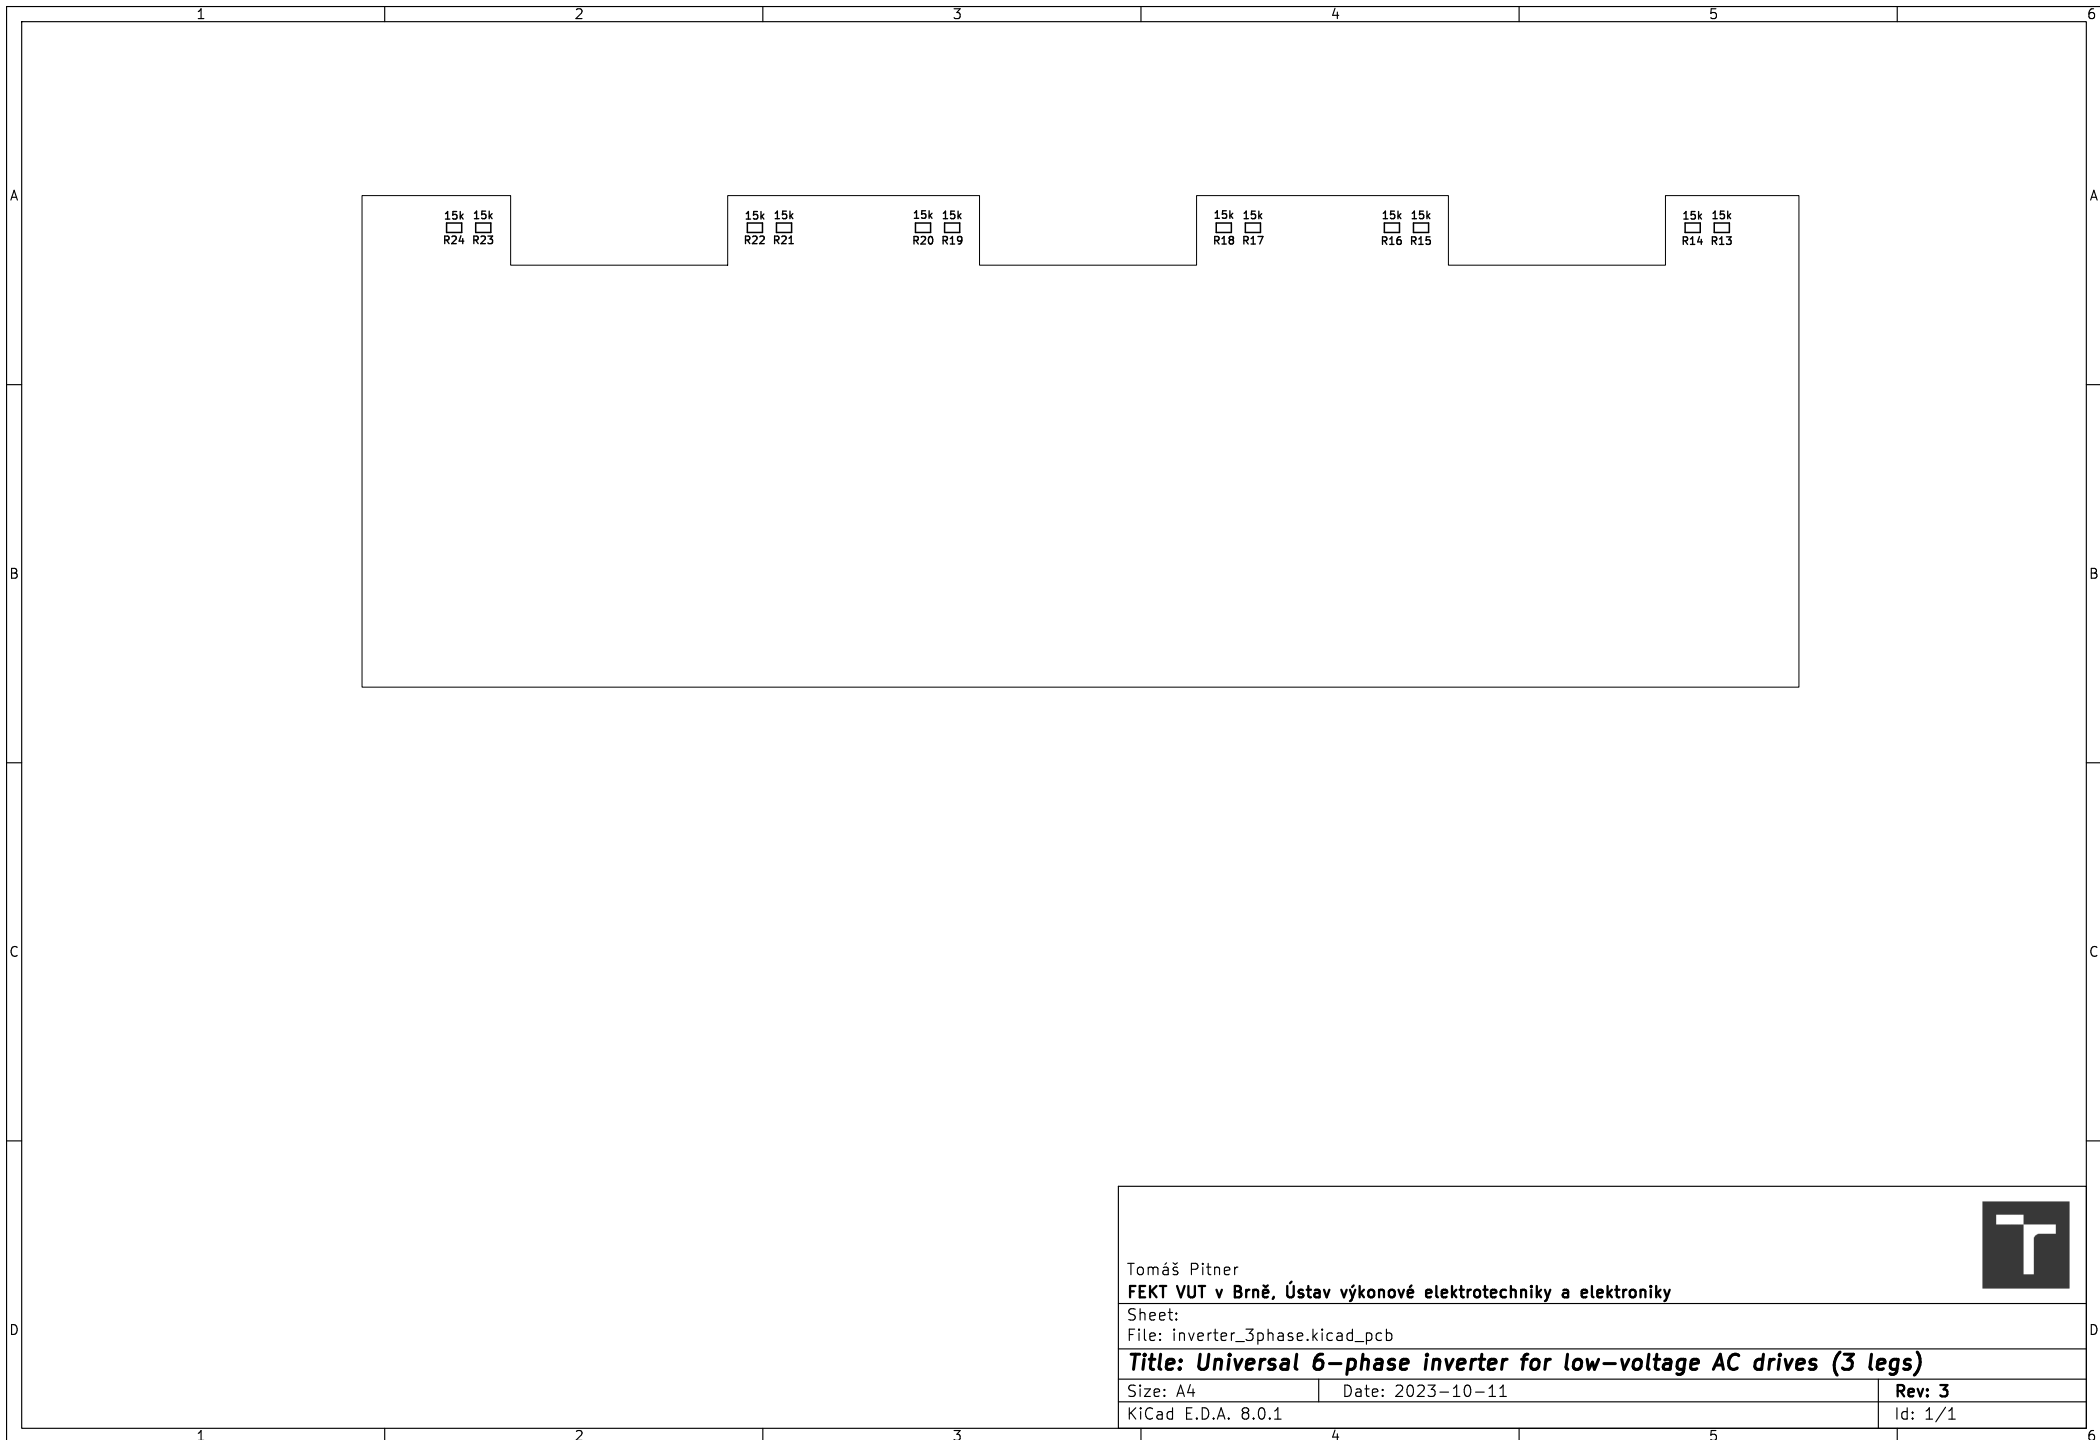 1 2 3 4 5 6
A A
15k 15k 15k 15k 15k 15k 15k 15k 15k 15k 15k 15k
R24 R23 R22 R21 R20 R19 R18 R17 R16 R15 R14 R13
B B
C C
Tomáš Pitner
FEKT VUT v Brně, Ústav výkonové elektrotechniky a elektroniky
Sheet:
D D
File: inverter_3phase.kicad_pcb
Title: Universal 6-phase inverter for low-voltage AC drives (3 legs)
Size: A4 Date: 2023-10-11 Rev: 3
KiCad E.D.A. 8.0.1 Id: 1/1
1 2 3 4 5 6